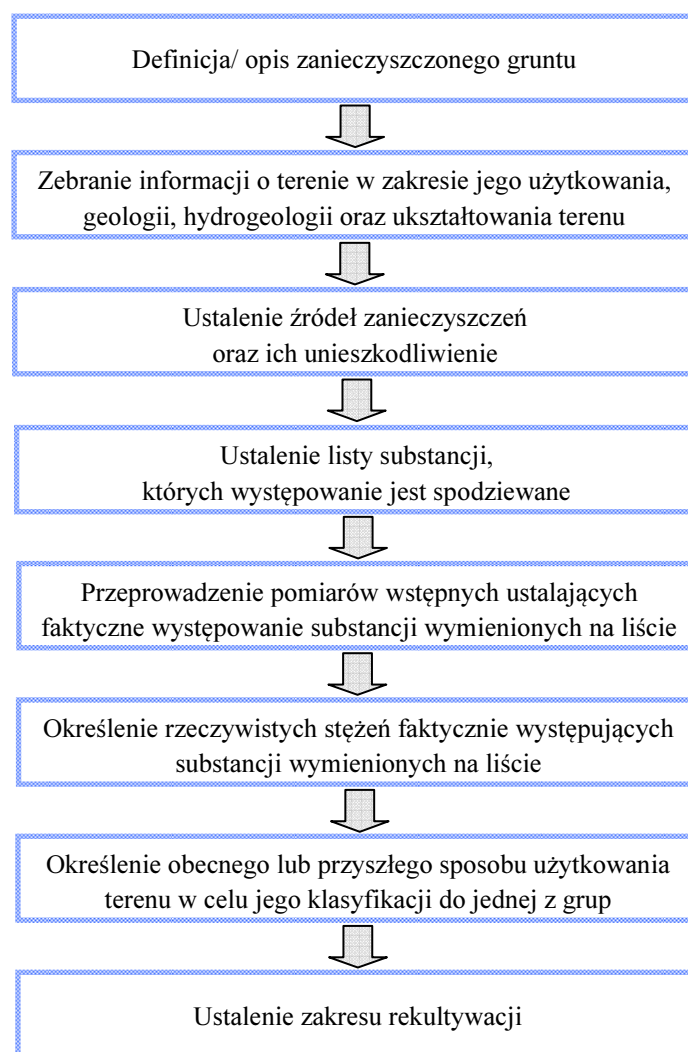 Definicja/ opis zanieczyszczonego gruntu
Zebranie informacji o terenie w zakresie jego użytkowania,
geologii, hydrogeologii oraz ukształtowania terenu
Ustalenie źródeł zanieczyszczeń
oraz ich unieszkodliwienie
Ustalenie listy substancji,
których występowanie jest spodziewane
Przeprowadzenie pomiarów wstępnych ustalających
faktyczne występowanie substancji wymienionych na liście
Określenie rzeczywistych stężeń faktycznie występujących
substancji wymienionych na liście
Określenie obecnego lub przyszłego sposobu użytkowania
terenu w celu jego klasyfikacji do jednej z grup
Ustalenie zakresu rekultywacji